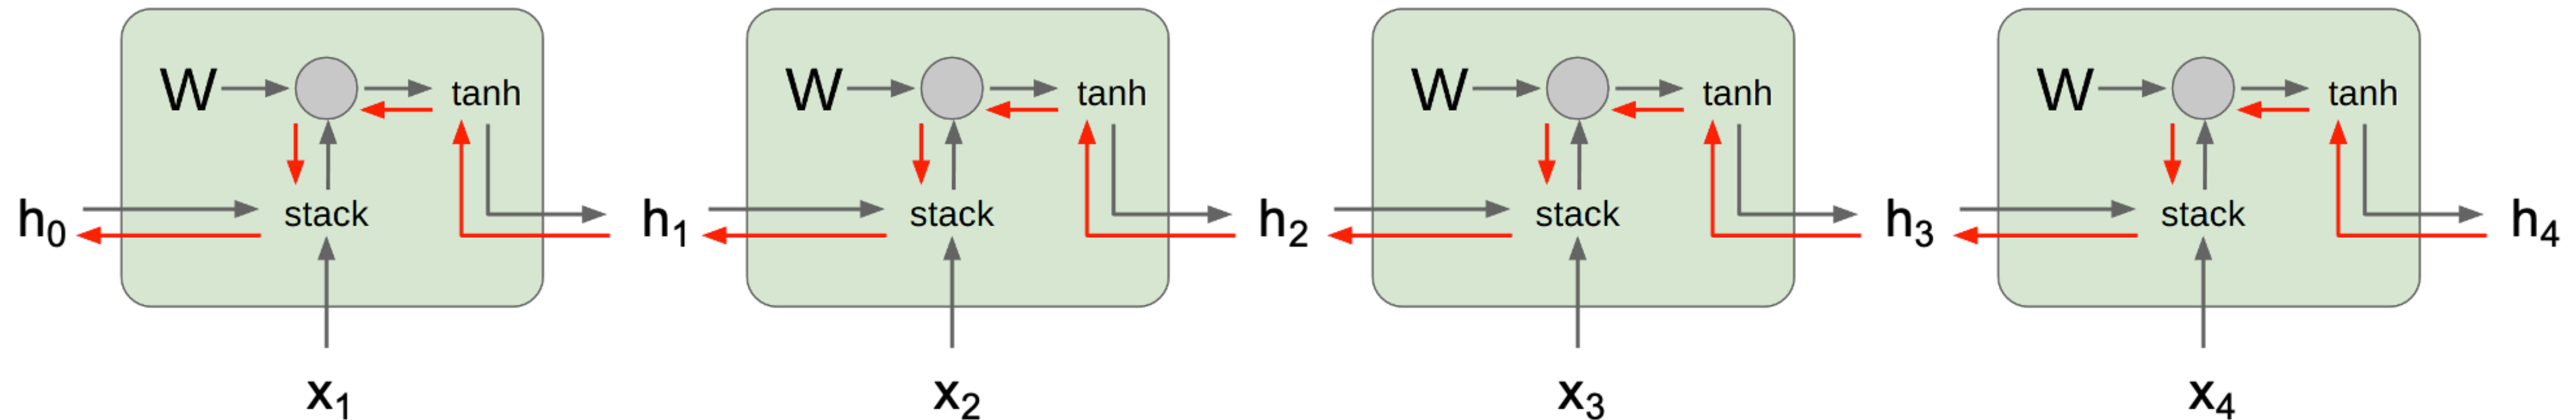 W tanh W tanh W tanh W tanh
h₀ stack h₁ stack h₂ stack h₃ stack h₄
x₁ x₂ x₃ x₄